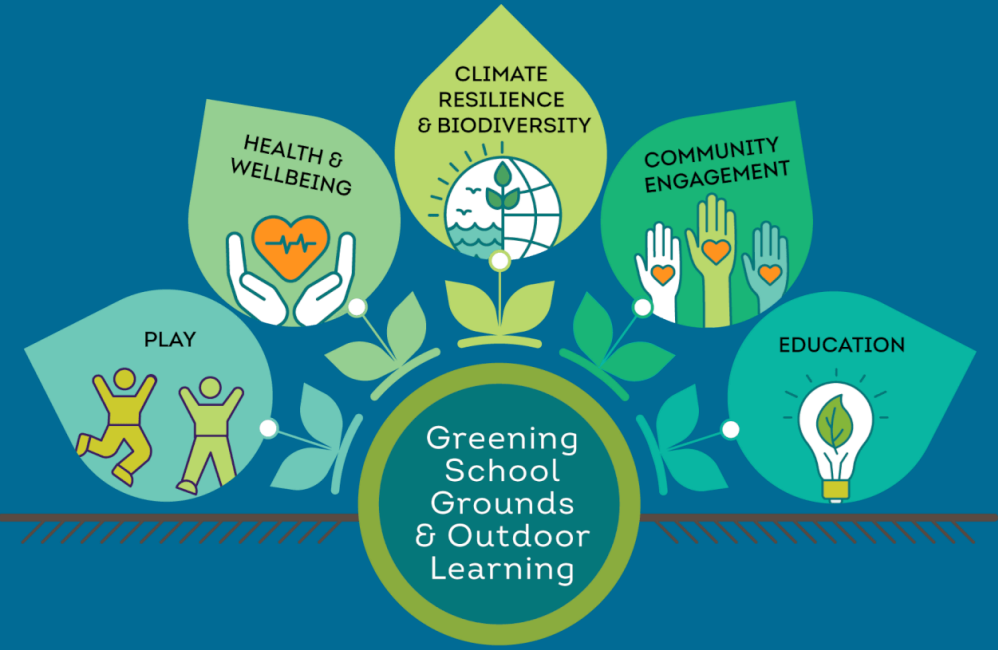 CLIMATE
RESILIENCE
& BIODIVERSITY
HEALTH &
WELLBEING
COMMUNITY
ENGAGEMENT
PLAY
EDUCATION
Greening
School
Grounds
& Outdoor
Learning